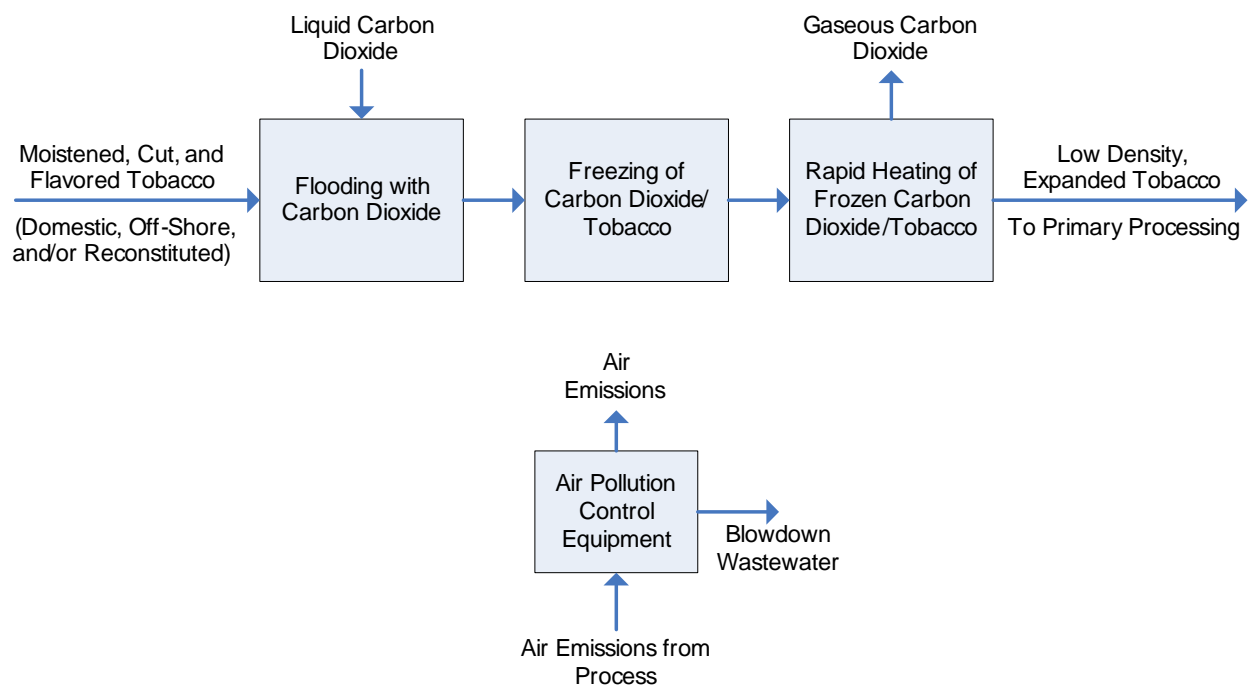 Liquid Carbon
Dioxide
Gaseous Carbon
Dioxide
Moistened, Cut, and
Flavored Tobacco
(Domestic, Off-Shore,
and/or Reconstituted)
Flooding with
Carbon Dioxide
Freezing of
Carbon Dioxide/
Tobacco
Rapid Heating of
Frozen Carbon
Dioxide/Tobacco
Low Density,
Expanded Tobacco
To Primary Processing
Air
Emissions
Air Pollution
Control
Equipment
Blowdown
Wastewater
Air Emissions from
Process